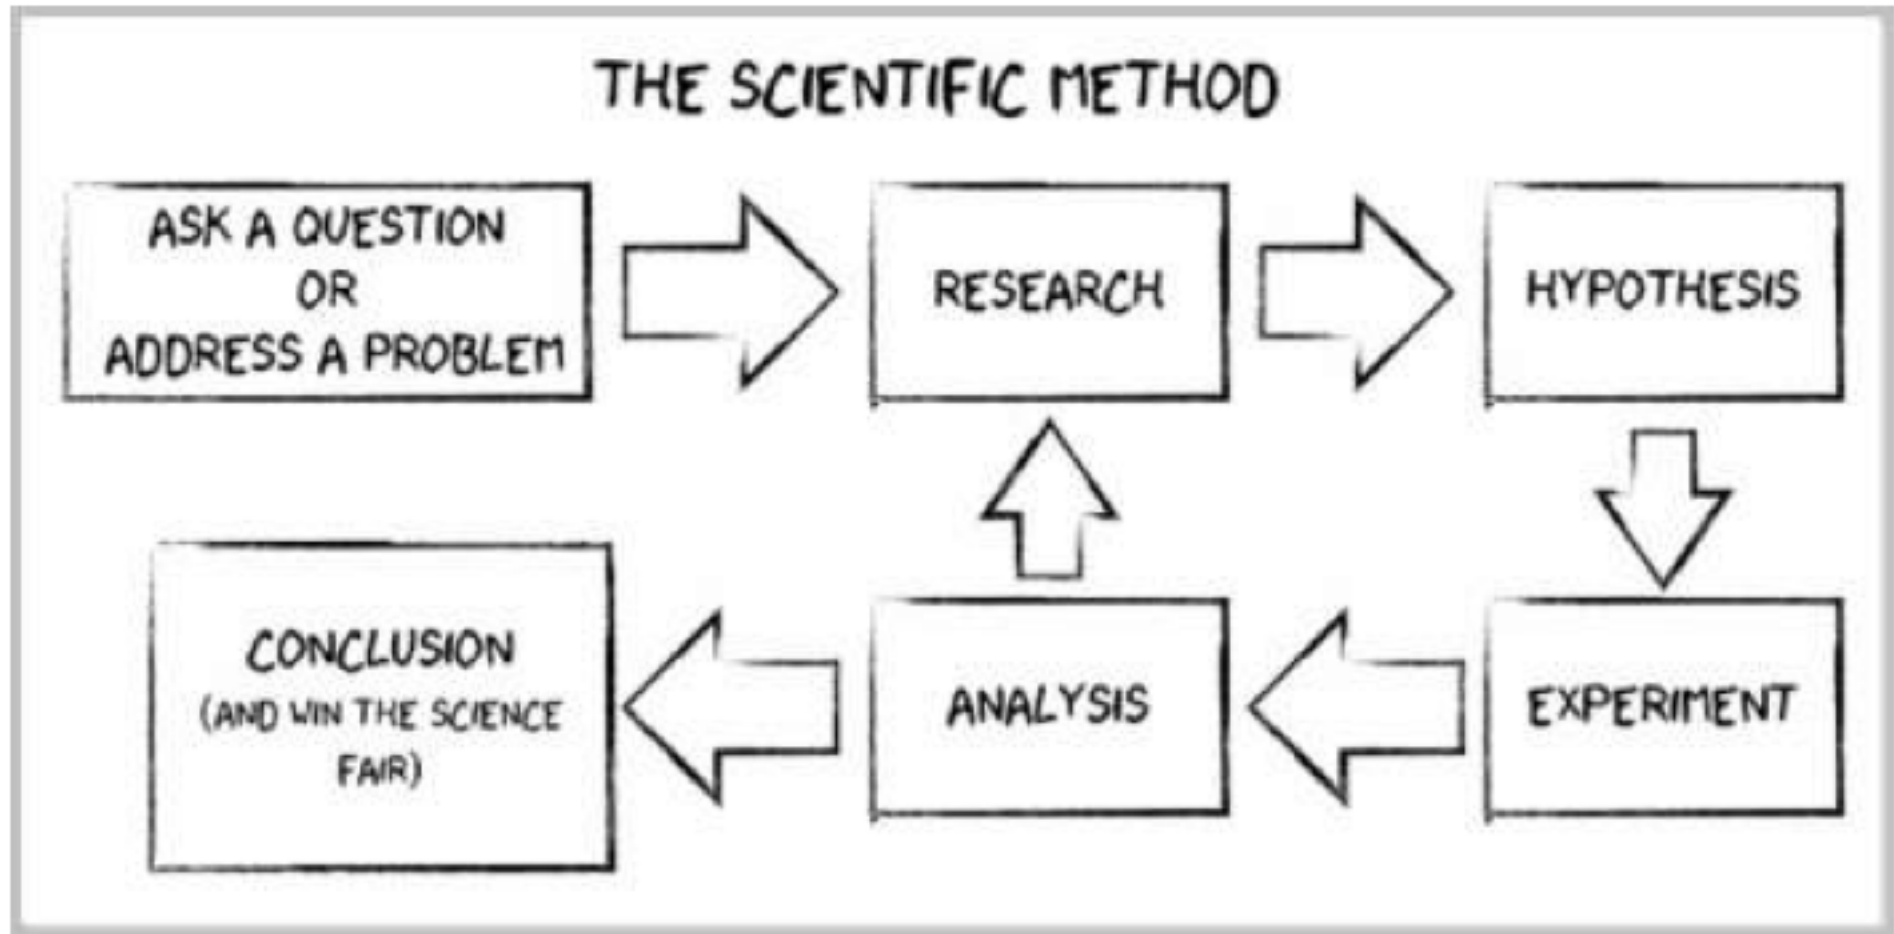 THE SCIENTIFIC METHOD
ASK A QUESTION
OR
ADDRESS A PROBLEM
RESEARCH
HYPOTHESIS
EXPERIMENT
ANALYSIS
CONCLUSION
(AND WIN THE SCIENCE
FAIR)